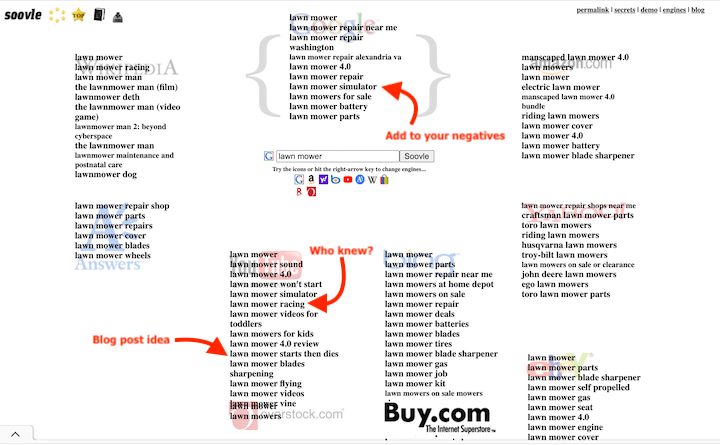 soovle
TOP
permalink | secrets | demo | engines | blog
WIKIPEDIA
lawn mower
lawn mower racing
lawn mower man
the lawnmower man (film)
lawnmower deth
the lawnmower man (video
game)
lawnmower man 2: beyond
cyberspace
the lawnmower man
lawnmower maintenance and
postnatal care
lawnmower dog
Google
lawn mower
lawn mower repair near me
lawn mower repair
washington
lawn mower repair alexandria va
lawn mower 4.0
lawn mower repair
lawn mower simulator
lawn mowers for sale
lawn mower battery
lawn mower parts
Add to your negatives
amazon.com
manscaped lawn mower 4.0
lawn mowers
lawn mower
electric lawn mower
manscaped lawn mower 4.0
bundle
riding lawn mowers
lawn mower cover
lawn mower 4.0
lawn mower battery
lawn mower blade sharpener
lawn mower
Soovle
Try the icons or hit the right-arrow key to change engines...
Answers
lawn mower repair shop
lawn mower parts
lawn mower repairs
lawn mower cover
lawn mower blades
lawn mower wheels
Who knew?
Blog post idea
lawn mower
lawn mower sound
lawn mower 4.0
lawn mower won't start
lawn mower simulator
lawn mower racing
lawn mower videos for
toddlers
lawn mowers for kids
lawn mower 4.0 review
lawn mower starts then dies
lawn mower blades
sharpening
lawn mower flying
lawn mower videos
lawn mower vine
lawn mower
lawn mowers
overstock.com
bing
lawn mower
lawn mower parts
lawn mower repair near me
lawn mowers at home depot
lawn mowers on sale
lawn mower repair
lawn mower deals
lawn mower batteries
lawn mower blades
lawn mower tires
lawn mower blade sharpener
lawn mower gas
lawn mower job
lawn mower kit
lawn mowers on sale mowers
Buy.com
The Internet Superstore™
YAHOO!
lawn mower repair shops near me
craftsman lawn mower parts
toro lawn mowers
riding lawn mowers
husqvarna lawn mowers
troy-bilt lawn mowers
lawn mowers on sale or clearance
john deere lawn mowers
ego lawn mowers
toro lawn mower parts
ebY
lawn mower
lawn mower parts
lawn mower blade sharpener
lawn mower self propelled
lawn mower gas
lawn mower seat
lawn mower 4.0
lawn mower engine
lawn mower cover